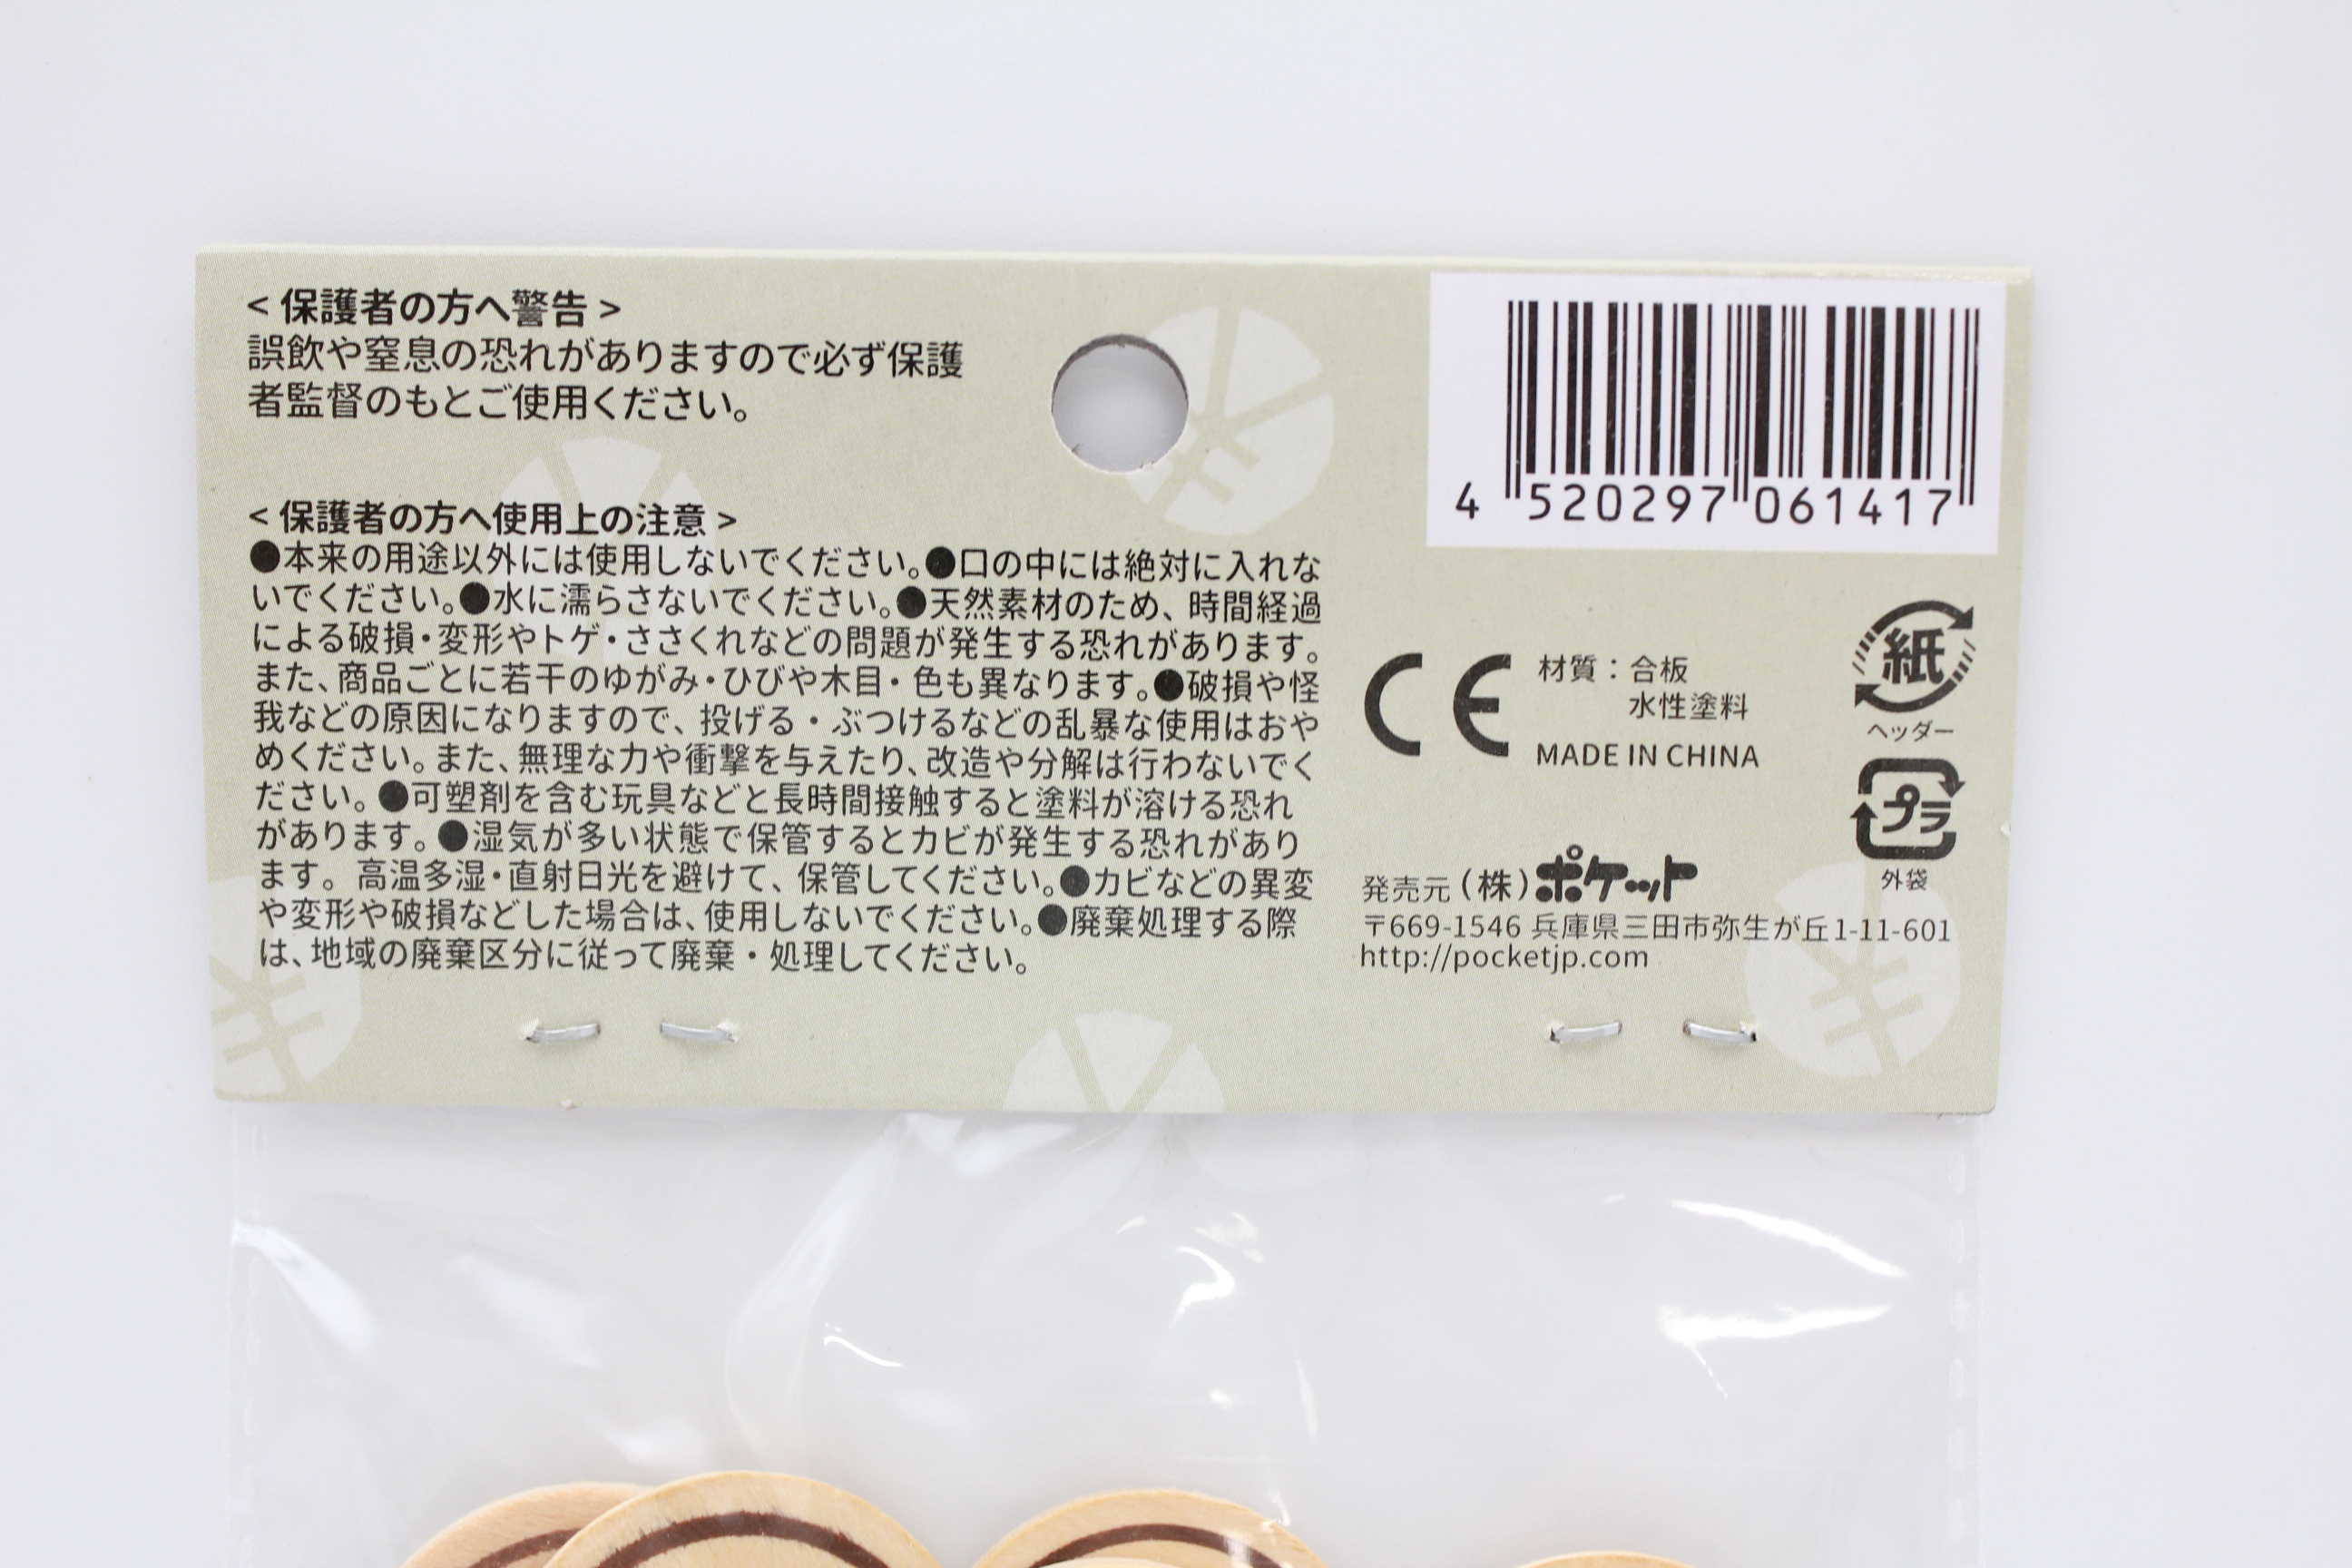 < 保護者の方へ警告 >
誤飲や窒息の恐れがありますので必ず保護
者監督のもとご使用ください。
< 保護者の方へ使用上の注意 >
●本来の用途以外には使用しないでください。●口の中には絶対に入れな
いでください。●水に濡らさないでください。●天然素材のため、時間経過
による破損・変形やトゲ・ささくれなどの問題が発生する恐れがあります。
また、商品ごとに若干のゆがみ・ひびや木目・色も異なります。●破損や怪
我などの原因になりますので、投げる・ぶつけるなどの乱暴な使用はおや
めください。また、無理な力や衝撃を与えたり、改造や分解は行わないでく
ださい。●可塑剤を含む玩具などと長時間接触すると塗料が溶ける恐れ
があります。●湿気が多い状態で保管するとカビが発生する恐れがあり
ます。高温多湿・直射日光を避けて、保管してください。●カビなどの異変
や変形や破損などした場合は、使用しないでください。●廃棄処理する際
は、地域の廃棄区分に従って廃棄・処理してください。
4 520297 061417
CE
材質：合板
水性塗料
MADE IN CHINA
紙
ヘッダー
プラ
外袋
発売元 (株)ポケット
〒669-1546 兵庫県三田市弥生が丘1-11-601
http://pocketjp.com